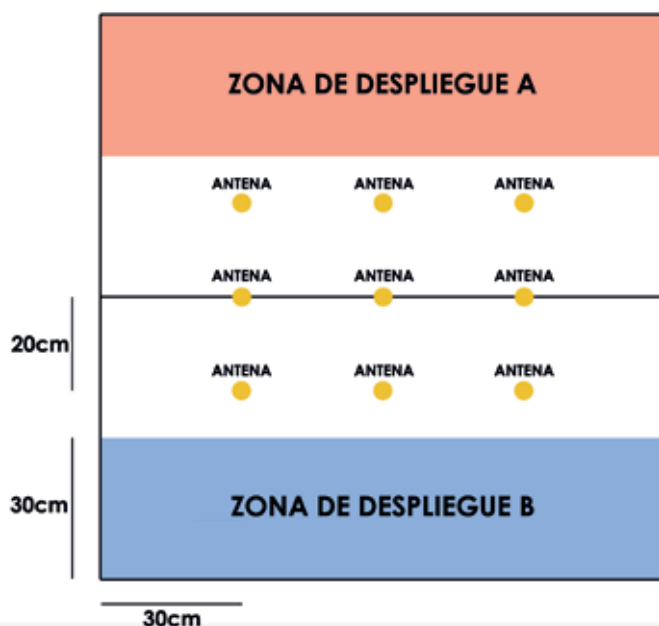 ZONA DE DESPLIEGUE A
ANTENA ANTENA ANTENA
ANTENA ANTENA ANTENA
20cm
ANTENA ANTENA ANTENA
30cm
ZONA DE DESPLIEGUE B
30cm